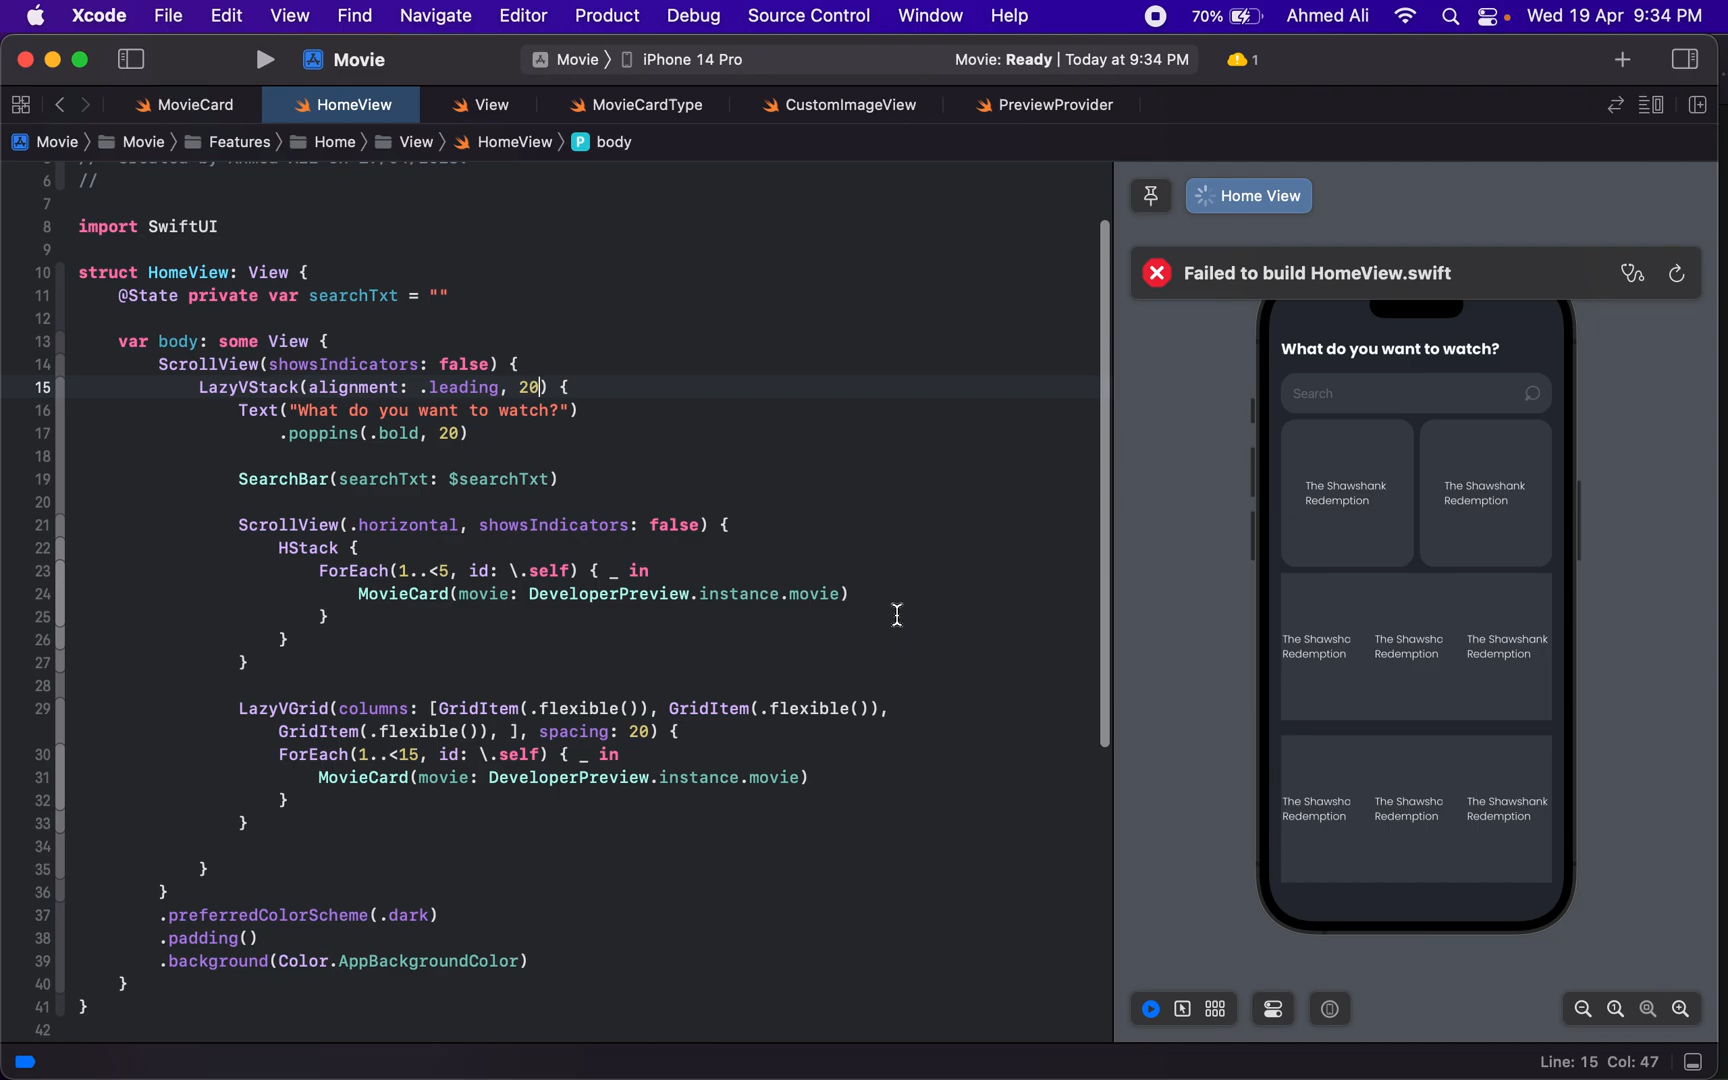 Xcode File Edit View Find Navigate Editor Product Debug Source Control Window Help 70% Ahmed Ali Wed 19 Apr 9:34 PM
Movie Movie 〉 iPhone 14 Pro Movie: Ready | Today at 9:34 PM 1
MovieCard HomeView View MovieCardType CustomImageView PreviewProvider
Movie 〉 Movie 〉 Features 〉 Home 〉 View 〉 HomeView 〉 P body
6 //
7
8 import SwiftUI
9
10 struct HomeView: View {
11 @State private var searchTxt = ""
12
13 var body: some View {
14 ScrollView(showsIndicators: false) {
15 LazyVStack(alignment: .leading, 20) {
16 Text("What do you want to watch?")
17 .poppins(.bold, 20)
18
19 SearchBar(searchTxt: $searchTxt)
20
21 ScrollView(.horizontal, showsIndicators: false) {
22 HStack {
23 ForEach(1..<5, id: \.self) { _ in
24 MovieCard(movie: DeveloperPreview.instance.movie)
25 }
26 }
27 }
28
29 LazyVGrid(columns: [GridItem(.flexible()), GridItem(.flexible()),
GridItem(.flexible()), ], spacing: 20) {
30 ForEach(1..<15, id: \.self) { _ in
31 MovieCard(movie: DeveloperPreview.instance.movie)
32 }
33 }
34
35 }
36 }
37 .preferredColorScheme(.dark)
38 .padding()
39 .background(Color.AppBackgroundColor)
40 }
41 }
42
Home View
Failed to build HomeView.swift
What do you want to watch?
Search
The Shawshank The Shawshank
Redemption Redemption
The Shawsha The Shawsha The Shawshank
Redemption Redemption Redemption
The Shawsha The Shawsha The Shawshank
Redemption Redemption Redemption
Line: 15 Col: 47